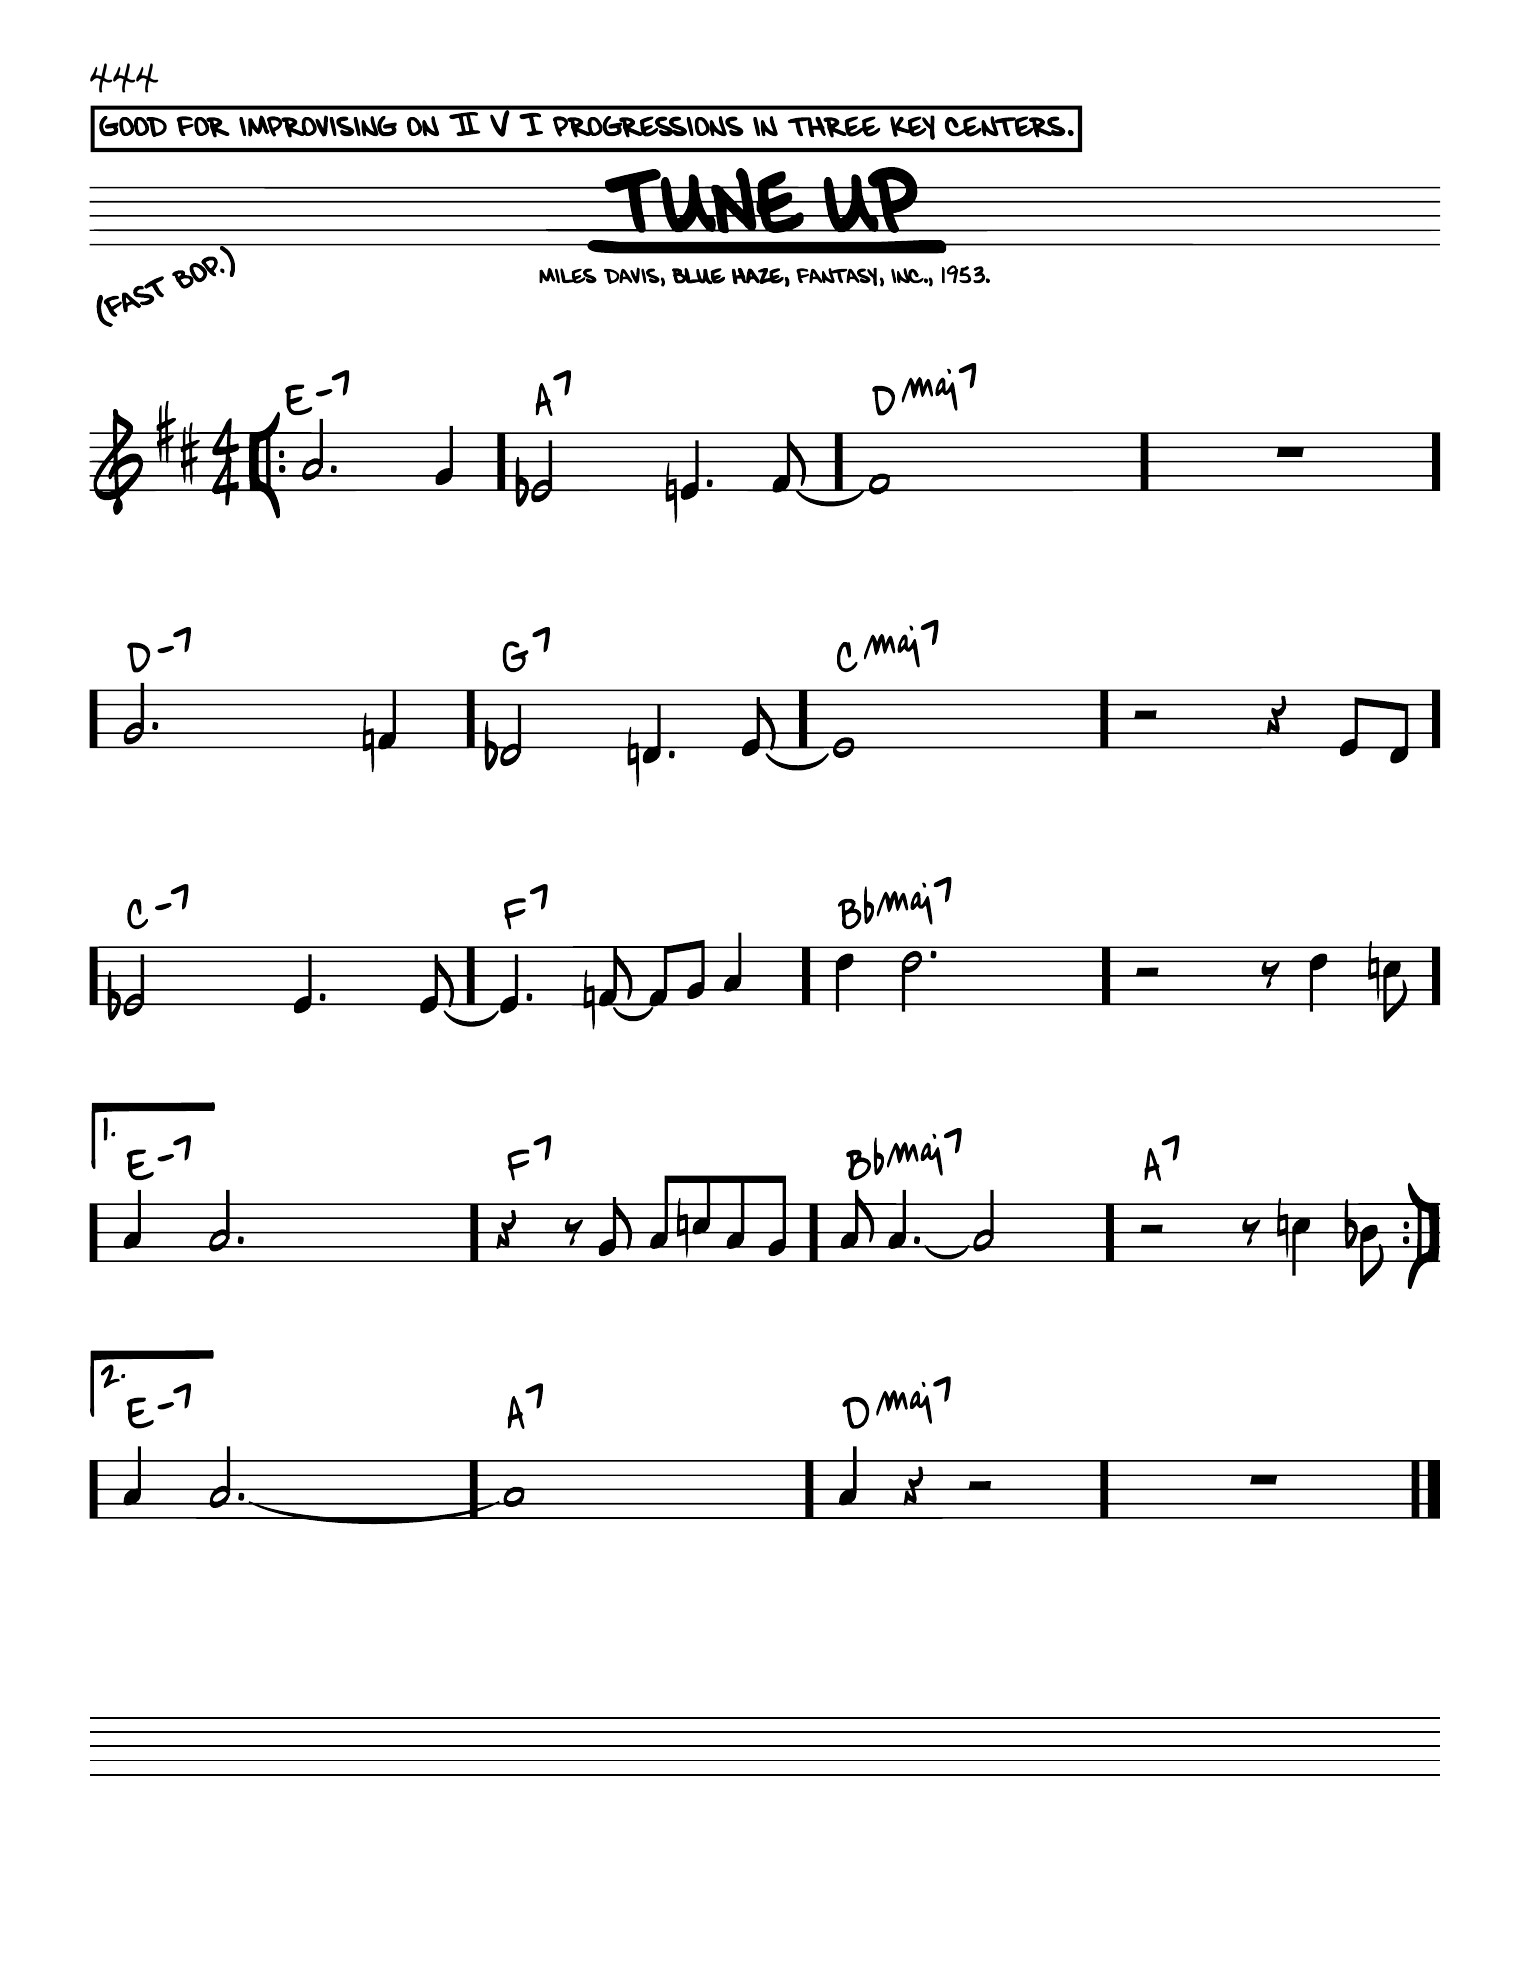 444
GOOD FOR IMPROVISING ON II V I PROGRESSIONS IN THREE KEY CENTERS.
TUNE UP
(FAST BOP.)
MILES DAVIS, BLUE HAZE, FANTASY, INC., 1953.
E-7 A7 Dmaj7
4
4
D-7 G7 Cmaj7
C-7 F7 Bbmaj7
1.
E-7 F7 Bbmaj7 A7
2.
E-7 A7 Dmaj7